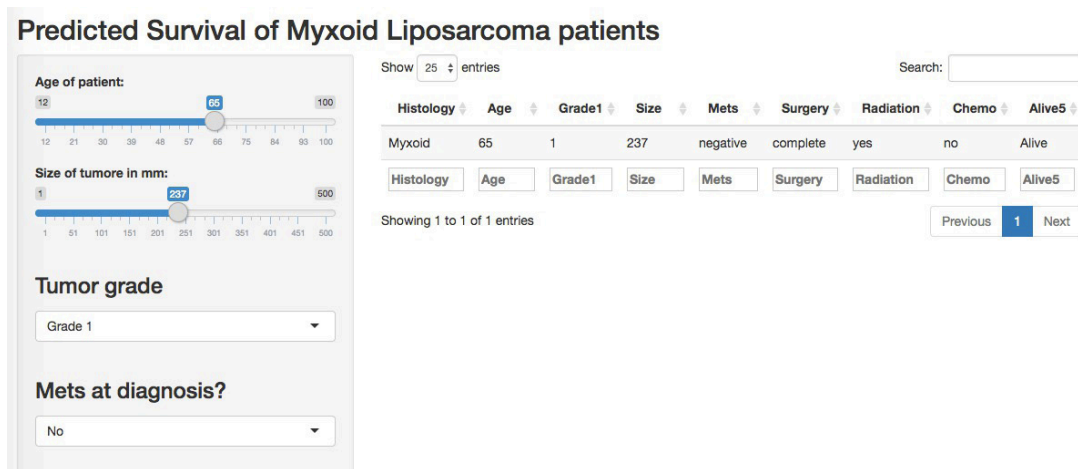 Predicted Survival of Myxoid Liposarcoma patients
Age of patient:
12 65 100
12 21 30 39 48 57 66 75 84 93 100
Size of tumore in mm:
1 237 500
1 51 101 151 201 251 301 351 401 451 500
Tumor grade
Grade 1
Mets at diagnosis?
No
Show 25 entries Search:
Histology Age Grade1 Size Mets Surgery Radiation Chemo Alive5
Myxoid 65 1 237 negative complete yes no Alive
Histology Age Grade1 Size Mets Surgery Radiation Chemo Alive5
Showing 1 to 1 of 1 entries
Previous 1 Next